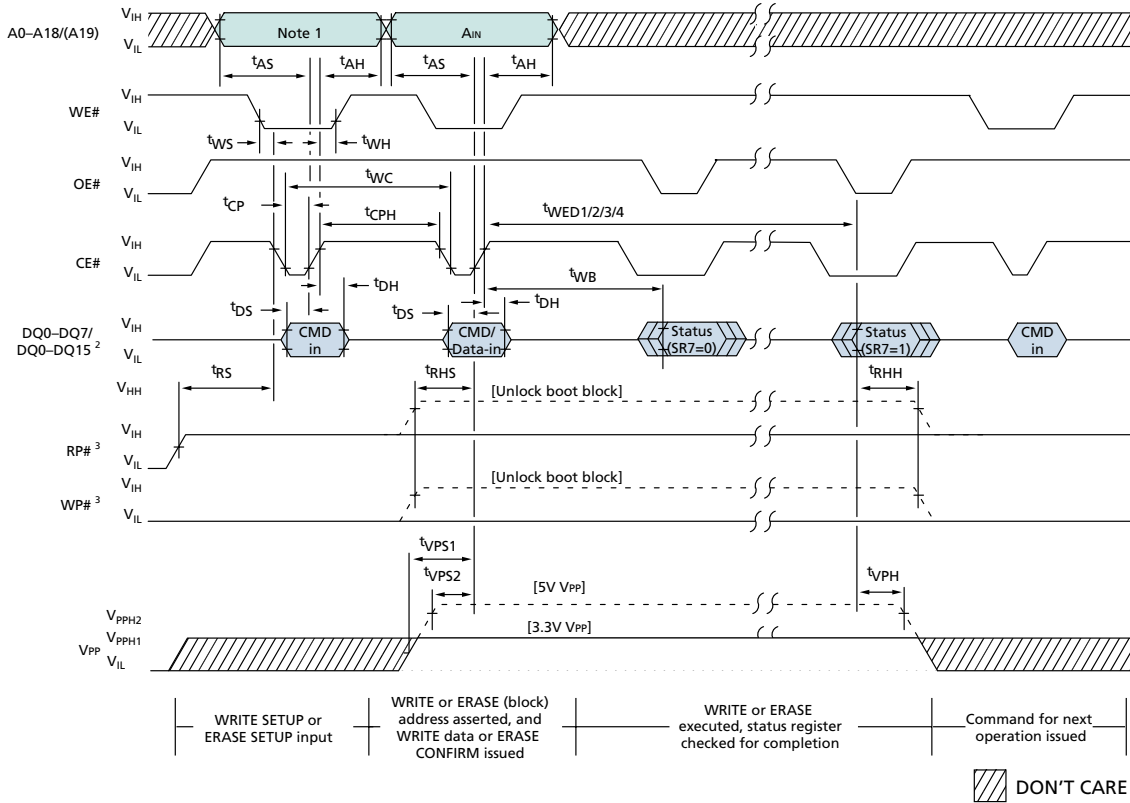 VIH
A0–A18/(A19)
VIL
Note 1
AIN
tAS
tAH
tAS
tAH
VIH
WE#
VIL
tWS
tWH
VIH
OE#
VIL
tWC
tCP
tCPH
tWED1/2/3/4
VIH
CE#
VIL
tWB
tDH
tDS
tDH
tDS
VIH
DQ0–DQ7/
DQ0–DQ15 2
VIL
CMD
in
CMD/
Data-in
Status
(SR7=0)
Status
(SR7=1)
CMD
in
tRS
tRHS
tRHH
VHH
[Unlock boot block]
VIH
RP# 3
VIL
VIH
[Unlock boot block]
WP# 3
VIL
tVPS1
tVPS2
[5V VPP]
tVPH
VPPH2
[3.3V VPP]
VPPH1
VPP
VIL
WRITE SETUP or
ERASE SETUP input
WRITE or ERASE (block)
address asserted, and
WRITE data or ERASE
CONFIRM issued
WRITE or ERASE
executed, status register
checked for completion
Command for next
operation issued
DON'T CARE